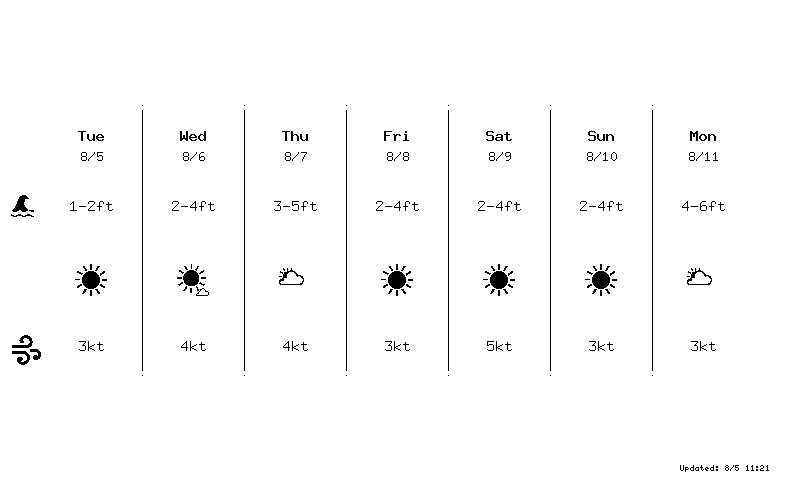 Tue Wed Thu Fri Sat Sun Mon
8/5 8/6 8/7 8/8 8/9 8/10 8/11
1-2ft 2-4ft 3-5ft 2-4ft 2-4ft 2-4ft 4-6ft
3kt 4kt 4kt 3kt 5kt 3kt 3kt
Updated: 8/5 11:21